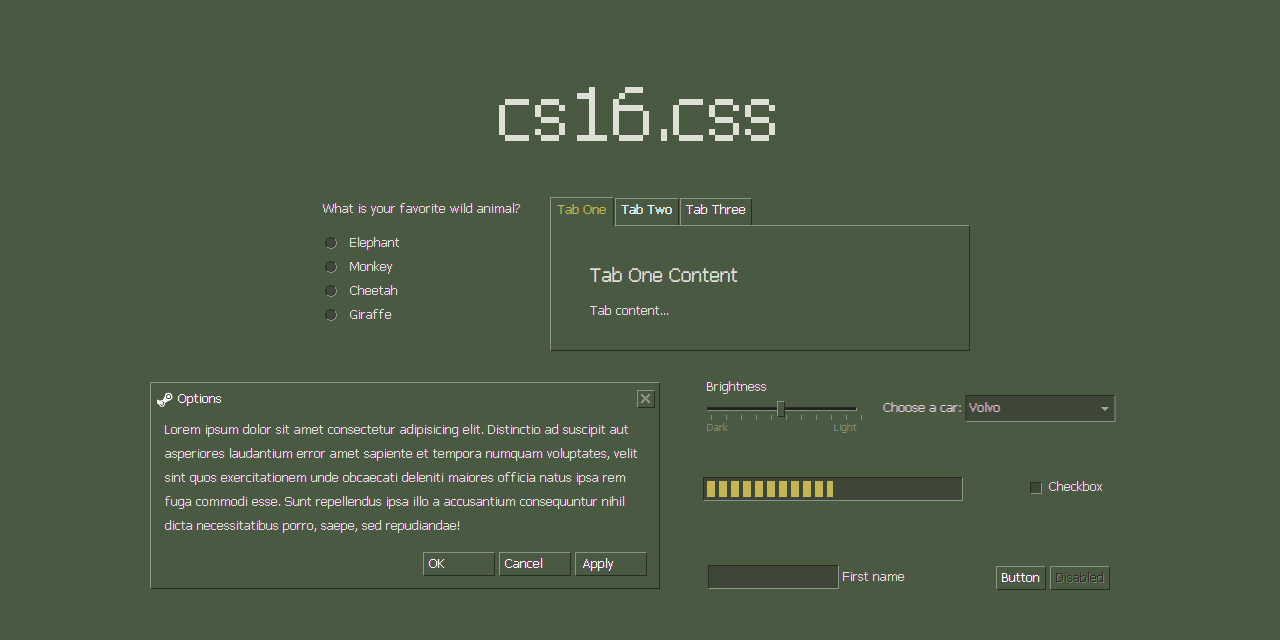 cs16.css
What is your favorite wild animal?
Elephant
Monkey
Cheetah
Giraffe
Tab One
Tab Two
Tab Three
Tab One Content
Tab content...
Options
Lorem ipsum dolor sit amet consectetur adipisicing elit. Distinctio ad suscipit aut
asperiores laudantium error amet sapiente et tempora numquam voluptates, velit
sint quos exercitationem unde obcaecati deleniti maiores officia natus ipsa rem
fuga commodi esse. Sunt repellendus ipsa illo a accusantium consequuntur nihil
dicta necessitatibus porro, saepe, sed repudiandae!
OK
Cancel
Apply
Brightness
Dark
Light
Choose a car:
Volvo
Checkbox
First name
Button
Disabled